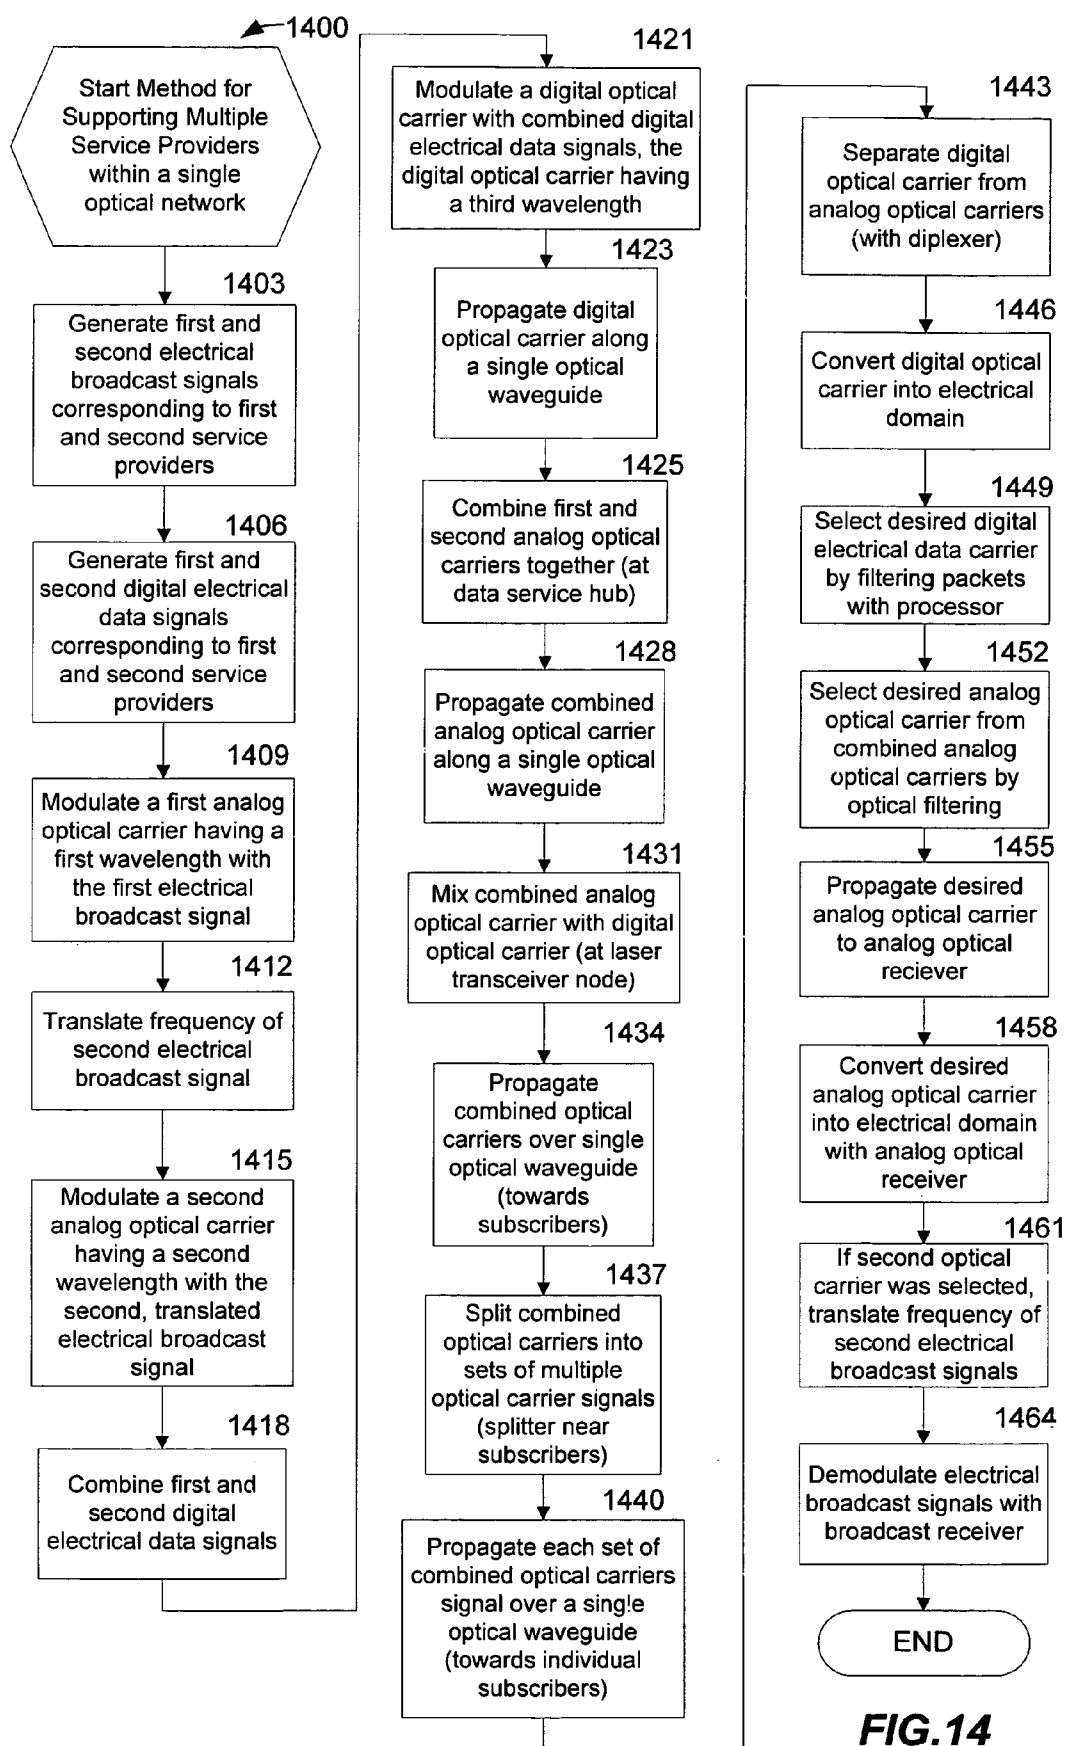 1400
Start Method for
Supporting Multiple
Service Providers
within a single
optical network
1403
Generate first and
second electrical
broadcast signals
corresponding to first
and second service
providers
1406
Generate first and
second digital electrical
data signals
corresponding to first
and second service
providers
1409
Modulate a first analog
optical carrier having a
first wavelength with
the first electrical
broadcast signal
1412
Translate frequency of
second electrical
broadcast signal
1415
Modulate a second
analog optical carrier
having a second
wavelength with the
second, translated
electrical broadcast
signal
1418
Combine first and
second digital
electrical data signals
1421
Modulate a digital optical
carrier with combined digital
electrical data signals, the
digital optical carrier having
a third wavelength
1423
Propagate digital
optical carrier along
a single optical
waveguide
1425
Combine first and
second analog optical
carriers together (at
data service hub)
1428
Propagate combined
analog optical carrier
along a single optical
waveguide
1431
Mix combined analog
optical carrier with digital
optical carrier (at laser
transceiver node)
1434
Propagate
combined optical
carriers over single
optical waveguide
(towards
subscribers)
1437
Split combined
optical carriers into
sets of multiple
optical carrier signals
(splitter near
subscribers)
1440
Propagate each set of
combined optical carriers
signal over a single
optical waveguide
(towards individual
subscribers)
1443
Separate digital
optical carrier from
analog optical carriers
(with diplexer)
1446
Convert digital optical
carrier into electrical
domain
1449
Select desired digital
electrical data carrier
by filtering packets
with processor
1452
Select desired analog
optical carrier from
combined analog
optical carriers by
optical filtering
1455
Propagate desired
analog optical carrier
to analog optical
reciever
1458
Convert desired
analog optical carrier
into electrical domain
with analog optical
receiver
1461
If second optical
carrier was selected,
translate frequency of
second electrical
broadcast signals
1464
Demodulate electrical
broadcast signals with
broadcast receiver
END
FIG.14